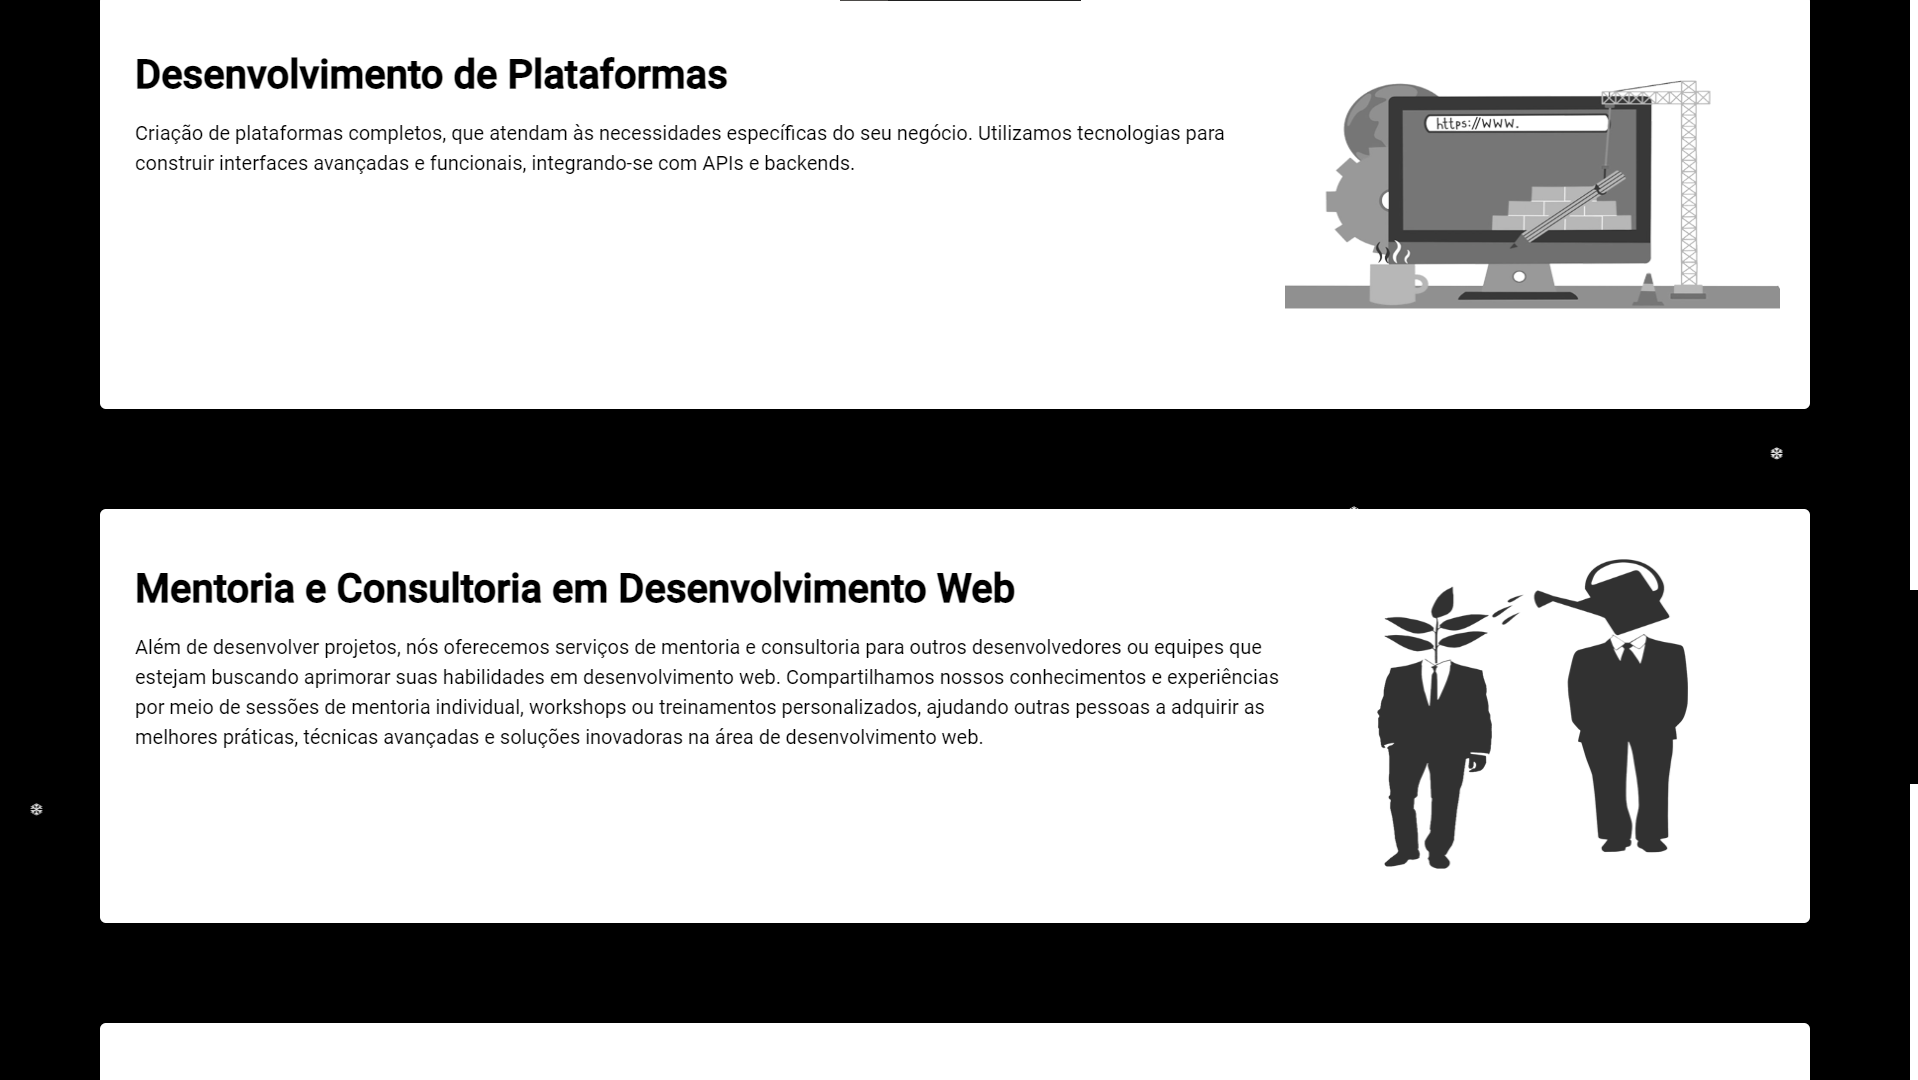 Desenvolvimento de Plataformas
Criação de plataformas completos, que atendam às necessidades específicas do seu negócio. Utilizamos tecnologias para
construir interfaces avançadas e funcionais, integrando-se com APIs e backends.
https://www.
Mentoria e Consultoria em Desenvolvimento Web
Além de desenvolver projetos, nós oferecemos serviços de mentoria e consultoria para outros desenvolvedores ou equipes que
estejam buscando aprimorar suas habilidades em desenvolvimento web. Compartilhamos nossos conhecimentos e experiências
por meio de sessões de mentoria individual, workshops ou treinamentos personalizados, ajudando outras pessoas a adquirir as
melhores práticas, técnicas avançadas e soluções inovadoras na área de desenvolvimento web.